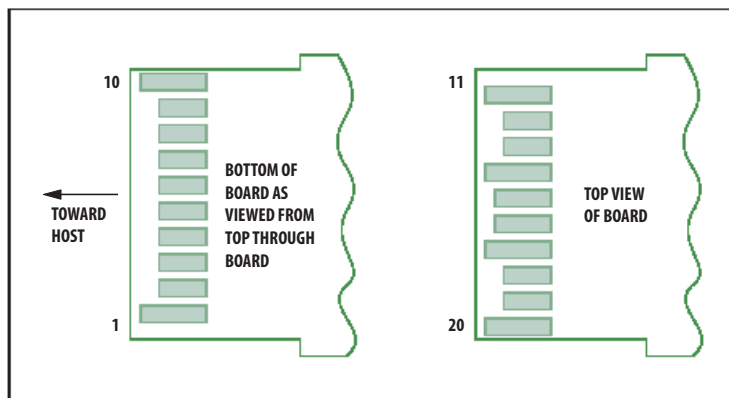 10
BOTTOM OF
BOARD AS
VIEWED FROM
TOP THROUGH
BOARD
TOWARD
HOST
1
11
TOP VIEW
OF BOARD
20